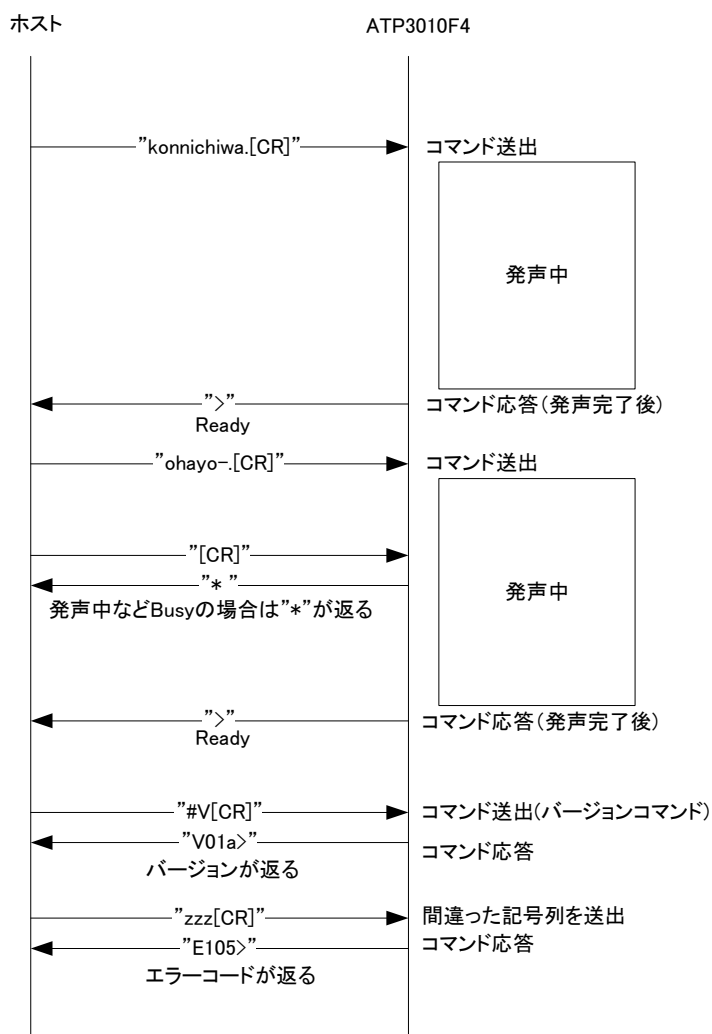 ホスト
ATP3010F4
”konnichiwa.[CR]”
コマンド送出
発声中
”>”
コマンド応答(発声完了後)
Ready
”ohayo-.[CR]”
コマンド送出
”[CR]”
”* ”
発声中
発声中などBusyの場合は”*”が返る
”>”
コマンド応答(発声完了後)
Ready
”#V[CR]”
コマンド送出(バージョンコマンド)
”V01a>”
コマンド応答
バージョンが返る
”zzz[CR]”
間違った記号列を送出
”E105>”
コマンド応答
エラーコードが返る